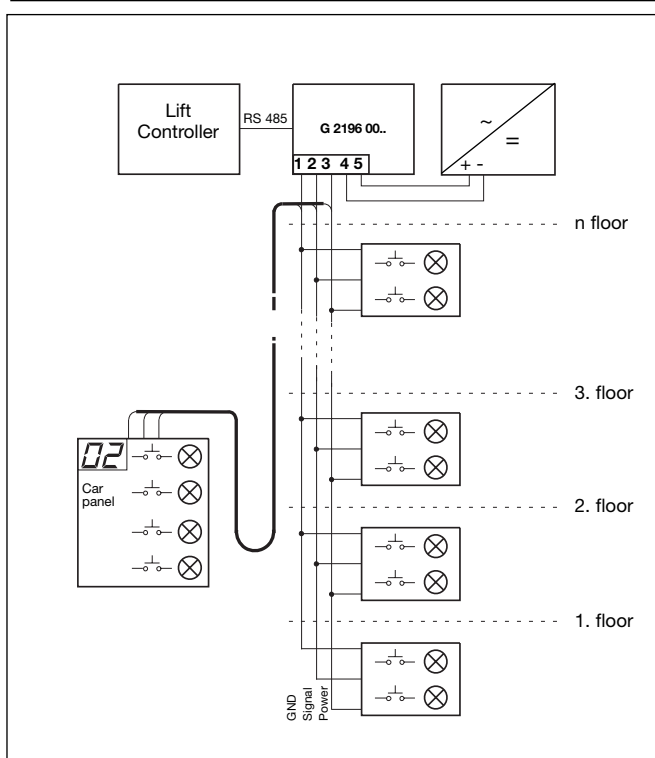 Lift
Controller
RS 485
G 2196 00..
1 2 3 4 5
~
=
+ -
n floor
3. floor
02
Car
panel
2. floor
1. floor
GND
Signal
Power